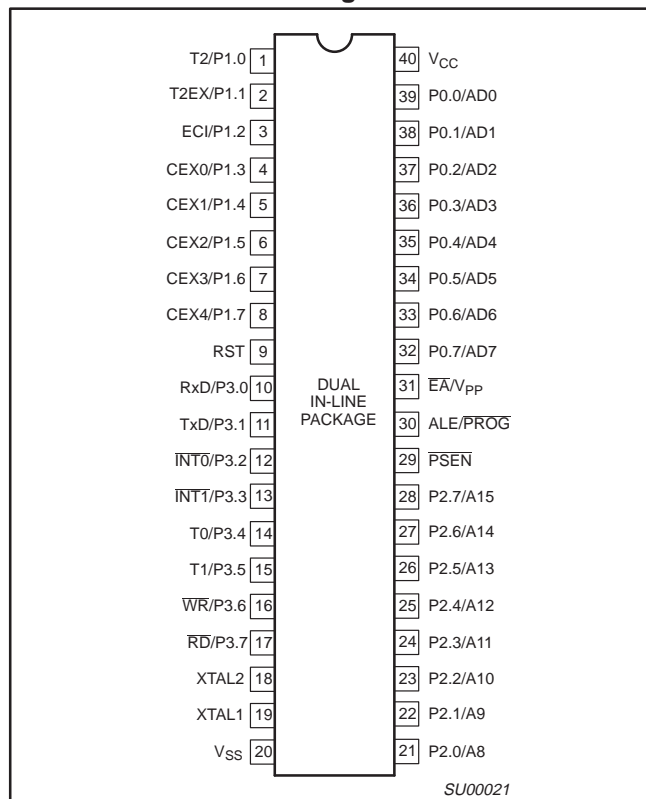 T2/P1.0 1 40 VCC
T2EX/P1.1 2 39 P0.0/AD0
ECI/P1.2 3 38 P0.1/AD1
CEX0/P1.3 4 37 P0.2/AD2
CEX1/P1.4 5 36 P0.3/AD3
CEX2/P1.5 6 35 P0.4/AD4
CEX3/P1.6 7 34 P0.5/AD5
CEX4/P1.7 8 33 P0.6/AD6
RST 9 32 P0.7/AD7
RxD/P3.0 10 DUAL 31 E̅A̅/VPP
IN-LINE
TxD/P3.1 11 PACKAGE 30 ALE/P̅R̅O̅G̅
I̅N̅T̅0̅/P3.2 12 29 P̅S̅E̅N̅
I̅N̅T̅1̅/P3.3 13 28 P2.7/A15
T0/P3.4 14 27 P2.6/A14
T1/P3.5 15 26 P2.5/A13
W̅R̅/P3.6 16 25 P2.4/A12
R̅D̅/P3.7 17 24 P2.3/A11
XTAL2 18 23 P2.2/A10
XTAL1 19 22 P2.1/A9
VSS 20 21 P2.0/A8
SU00021